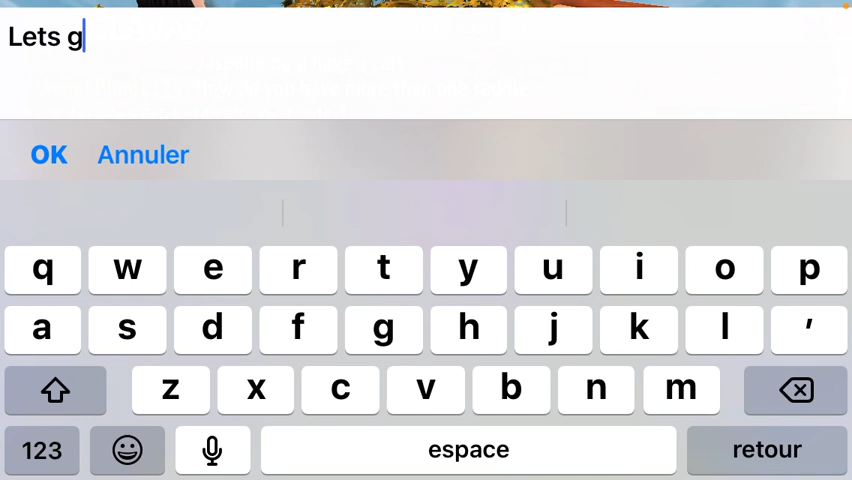 Lets g
OK Annuler
q w e r t y u i o p
a s d f g h j k l ’
z x c v b n m
123 espace retour